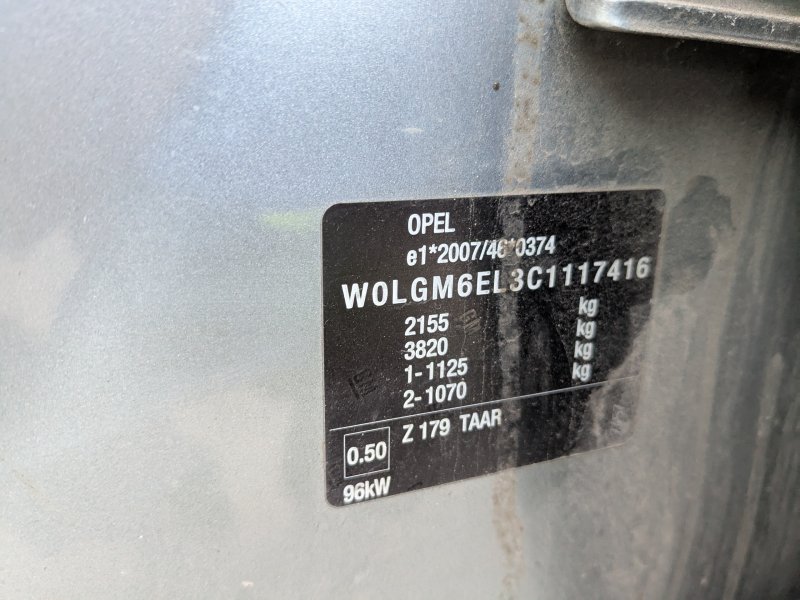 OPEL
e1*2007/46*0374
W0LGM6EL3C1117416
2155 kg
3820 kg
1-1125 kg
2-1070 kg
Z 179 TAAR
0.50
96kW